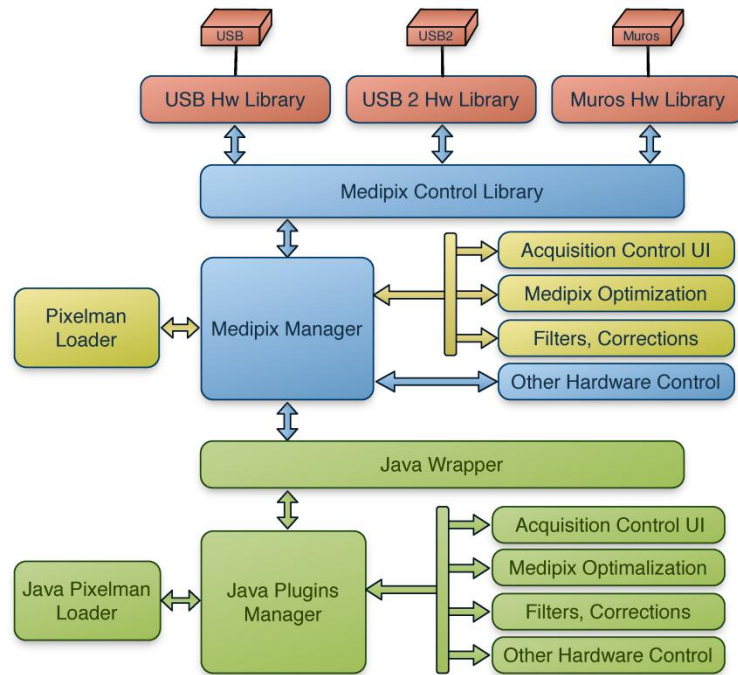 USB
USB2
Muros
USB Hw Library
USB 2 Hw Library
Muros Hw Library
Medipix Control Library
Acquisition Control UI
Pixelman
Loader
Medipix Manager
Medipix Optimization
Filters, Corrections
Other Hardware Control
Java Wrapper
Acquisition Control UI
Java Pixelman
Loader
Java Plugins
Manager
Medipix Optimalization
Filters, Corrections
Other Hardware Control